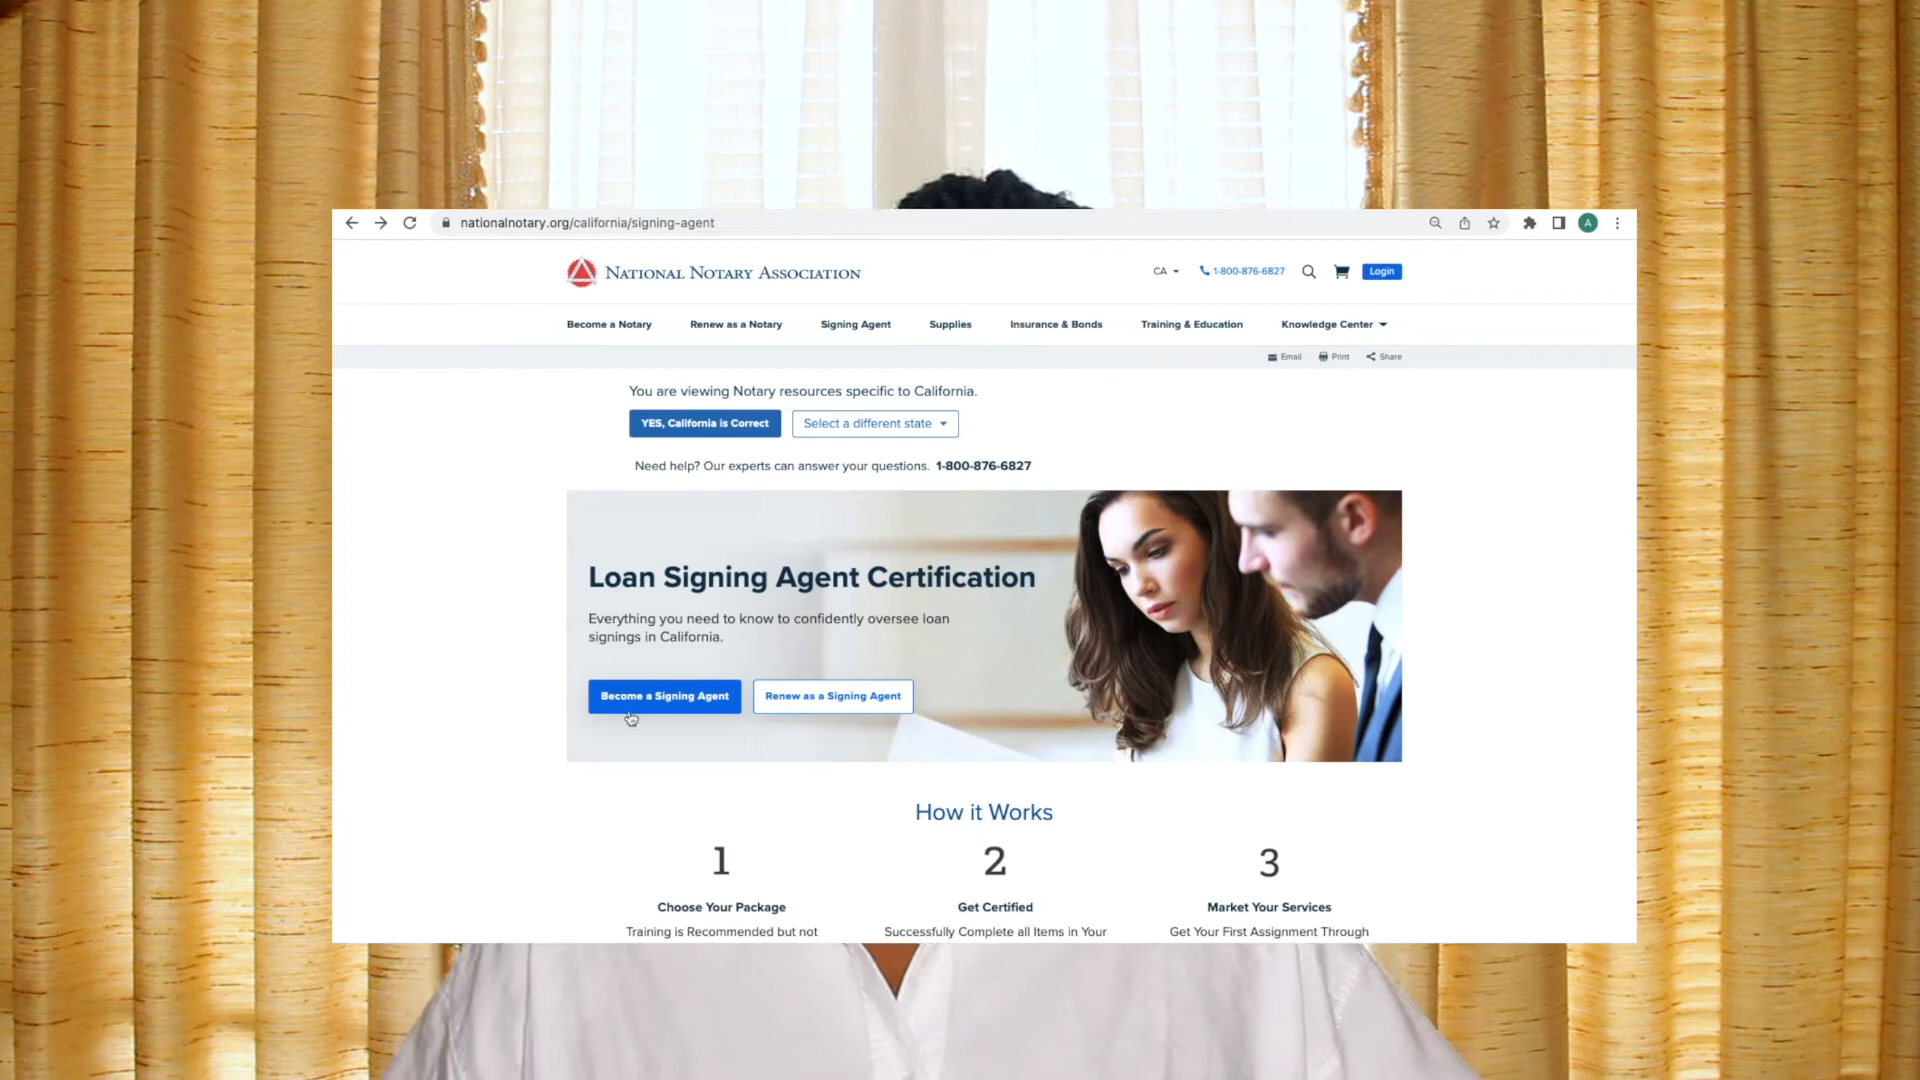 nationalnotary.org/california/signing-agent
A
NATIONAL NOTARY ASSOCIATION
CA
1-800-876-6827
Login
Become a Notary
Renew as a Notary
Signing Agent
Supplies
Insurance & Bonds
Training & Education
Knowledge Center
Email
Print
Share
You are viewing Notary resources specific to California.
YES, California is Correct
Select a different state
Need help? Our experts can answer your questions. 1-800-876-6827
Loan Signing Agent Certification
Everything you need to know to confidently oversee loan
signings in California.
Become a Signing Agent
Renew as a Signing Agent
How it Works
1
Choose Your Package
Training is Recommended but not
2
Get Certified
Successfully Complete all Items in Your
3
Market Your Services
Get Your First Assignment Through